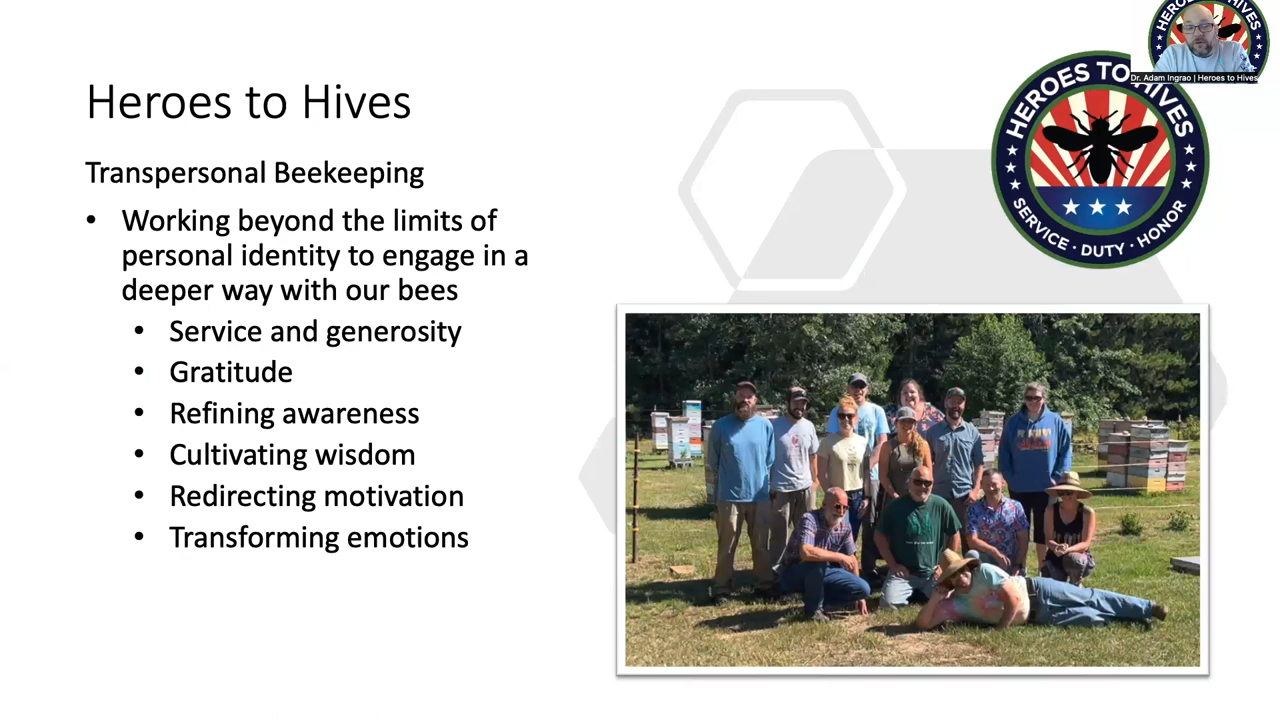 Heroes to Hives
Transpersonal Beekeeping
• Working beyond the limits of
personal identity to engage in a
deeper way with our bees
• Service and generosity
• Gratitude
• Refining awareness
• Cultivating wisdom
• Redirecting motivation
• Transforming emotions
HEROES TO HIVES
SERVICE · DUTY · HONOR
Dr. Adam Ingrao | Heroes to Hives